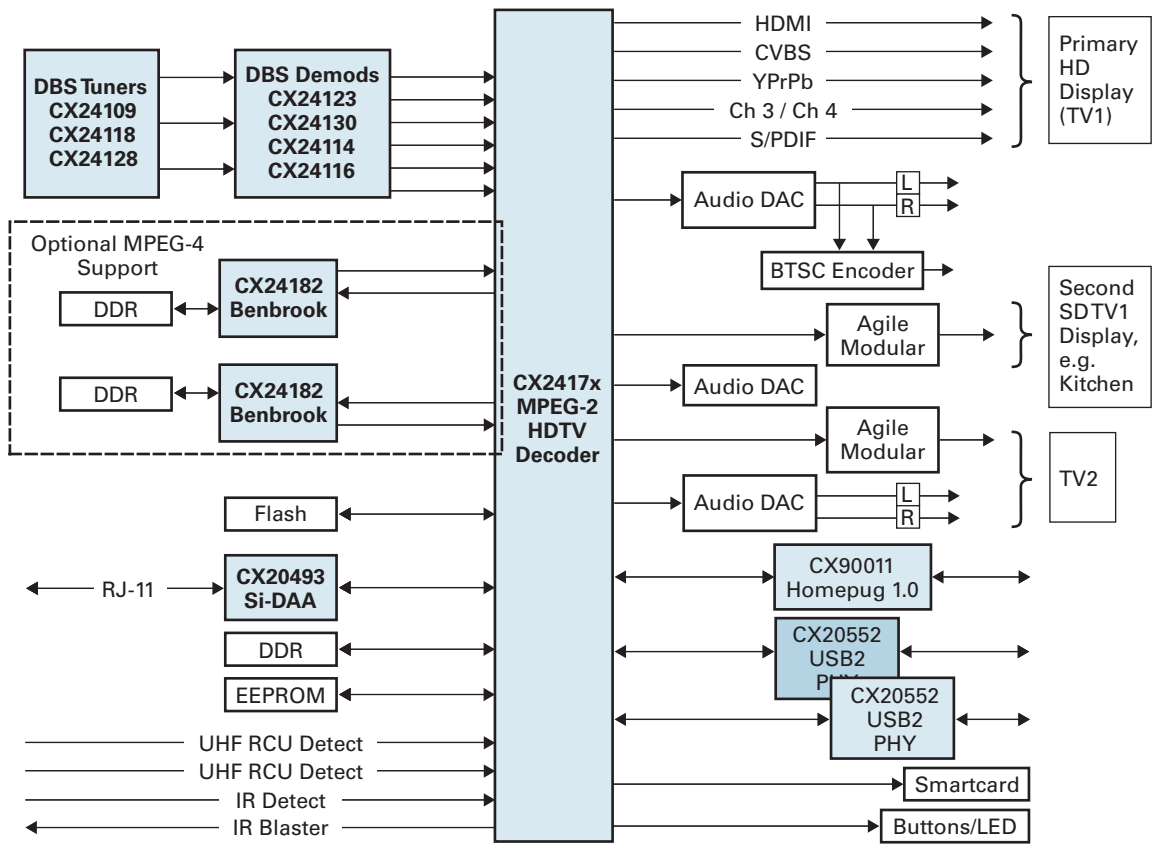 DBS Tuners
CX24109
CX24118
CX24128
DBS Demods
CX24123
CX24130
CX24114
CX24116
Optional MPEG-4
Support
DDR
CX24182
Benbrook
DDR
CX24182
Benbrook
Flash
RJ-11
CX20493
Si-DAA
DDR
EEPROM
UHF RCU Detect
UHF RCU Detect
IR Detect
IR Blaster
CX2417x
MPEG-2
HDTV
Decoder
HDMI
CVBS
YPrPb
Ch 3 / Ch 4
S/PDIF
Primary
HD
Display
(TV1)
Audio DAC
L
R
BTSC Encoder
Agile
Modular
Second
SDTV1
Display,
e.g.
Kitchen
Audio DAC
Agile
Modular
Audio DAC
L
R
TV2
CX90011
Homepug 1.0
CX20552
USB2
PHY
CX20552
USB2
PHY
Smartcard
Buttons/LED